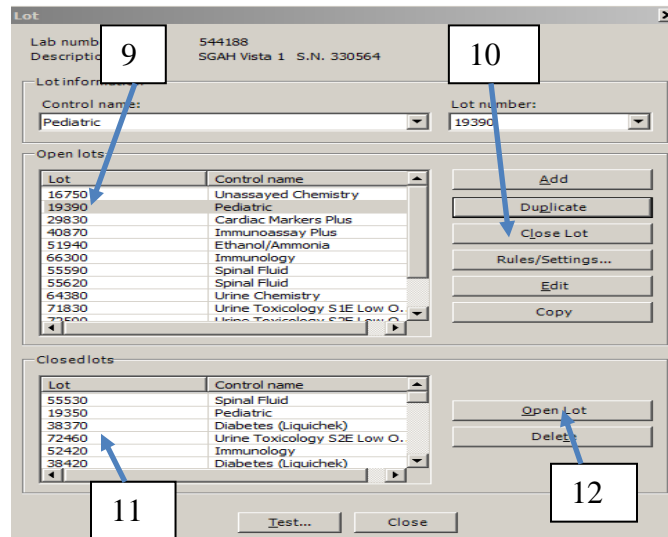 Lot
Lab numb 544188
Descriptio SGAH Vista 1 S.N. 330564
9
10
Lot information
Control name: Lot number:
Pediatric 19390
Open lots
Lot Control name
16750 Unassayed Chemistry
19390 Pediatric
29830 Cardiac Markers Plus
40870 Immunoassay Plus
51940 Ethanol/Ammonia
66300 Immunology
55590 Spinal Fluid
55620 Spinal Fluid
64380 Urine Chemistry
71830 Urine Toxicology S1E Low O.
Urine Toxicology S2E Low O.
Add
Duplicate
Close Lot
Rules/Settings...
Edit
Copy
Closed lots
Lot Control name
55530 Spinal Fluid
19350 Pediatric
38370 Diabetes (Liquichek)
72460 Urine Toxicology S2E Low O.
52420 Immunology
38420 Diabetes (Liquichek)
Open Lot
Delete
11
12
Test... Close